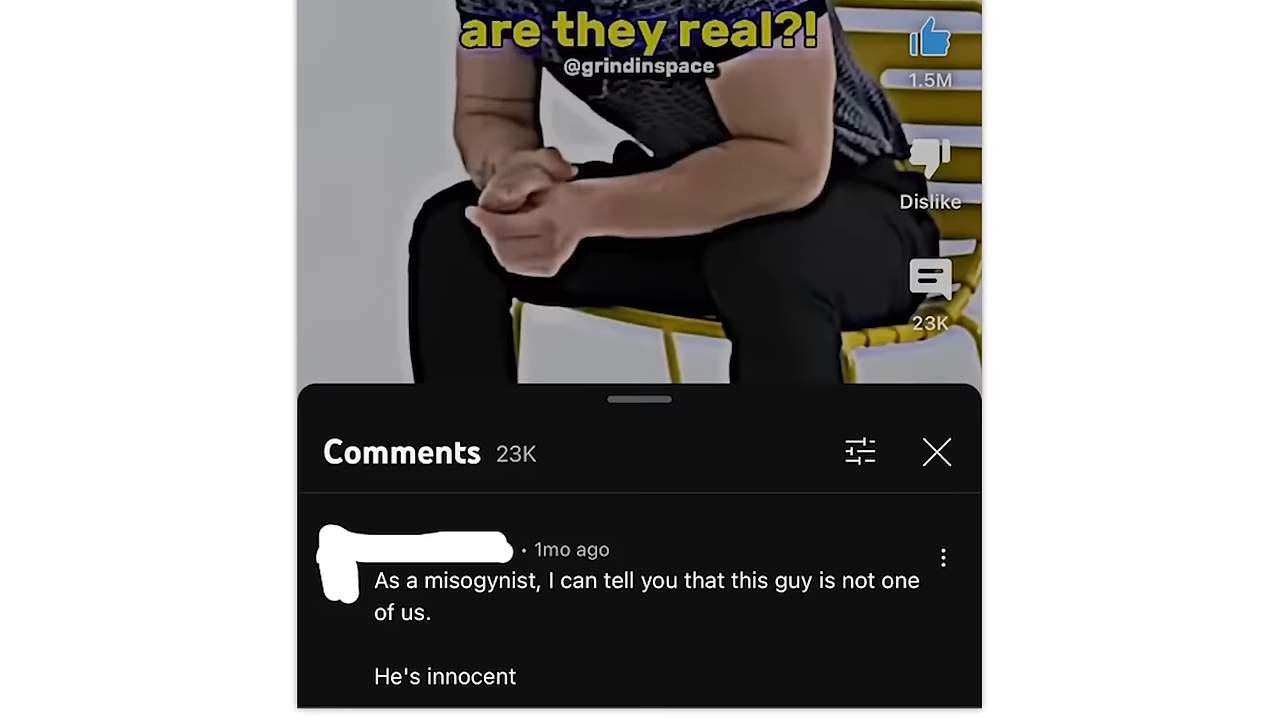 are they real?!
@grindinspace
1.5M
Dislike
23K
Comments 23K
• 1mo ago
As a misogynist, I can tell you that this guy is not one
of us.
He's innocent